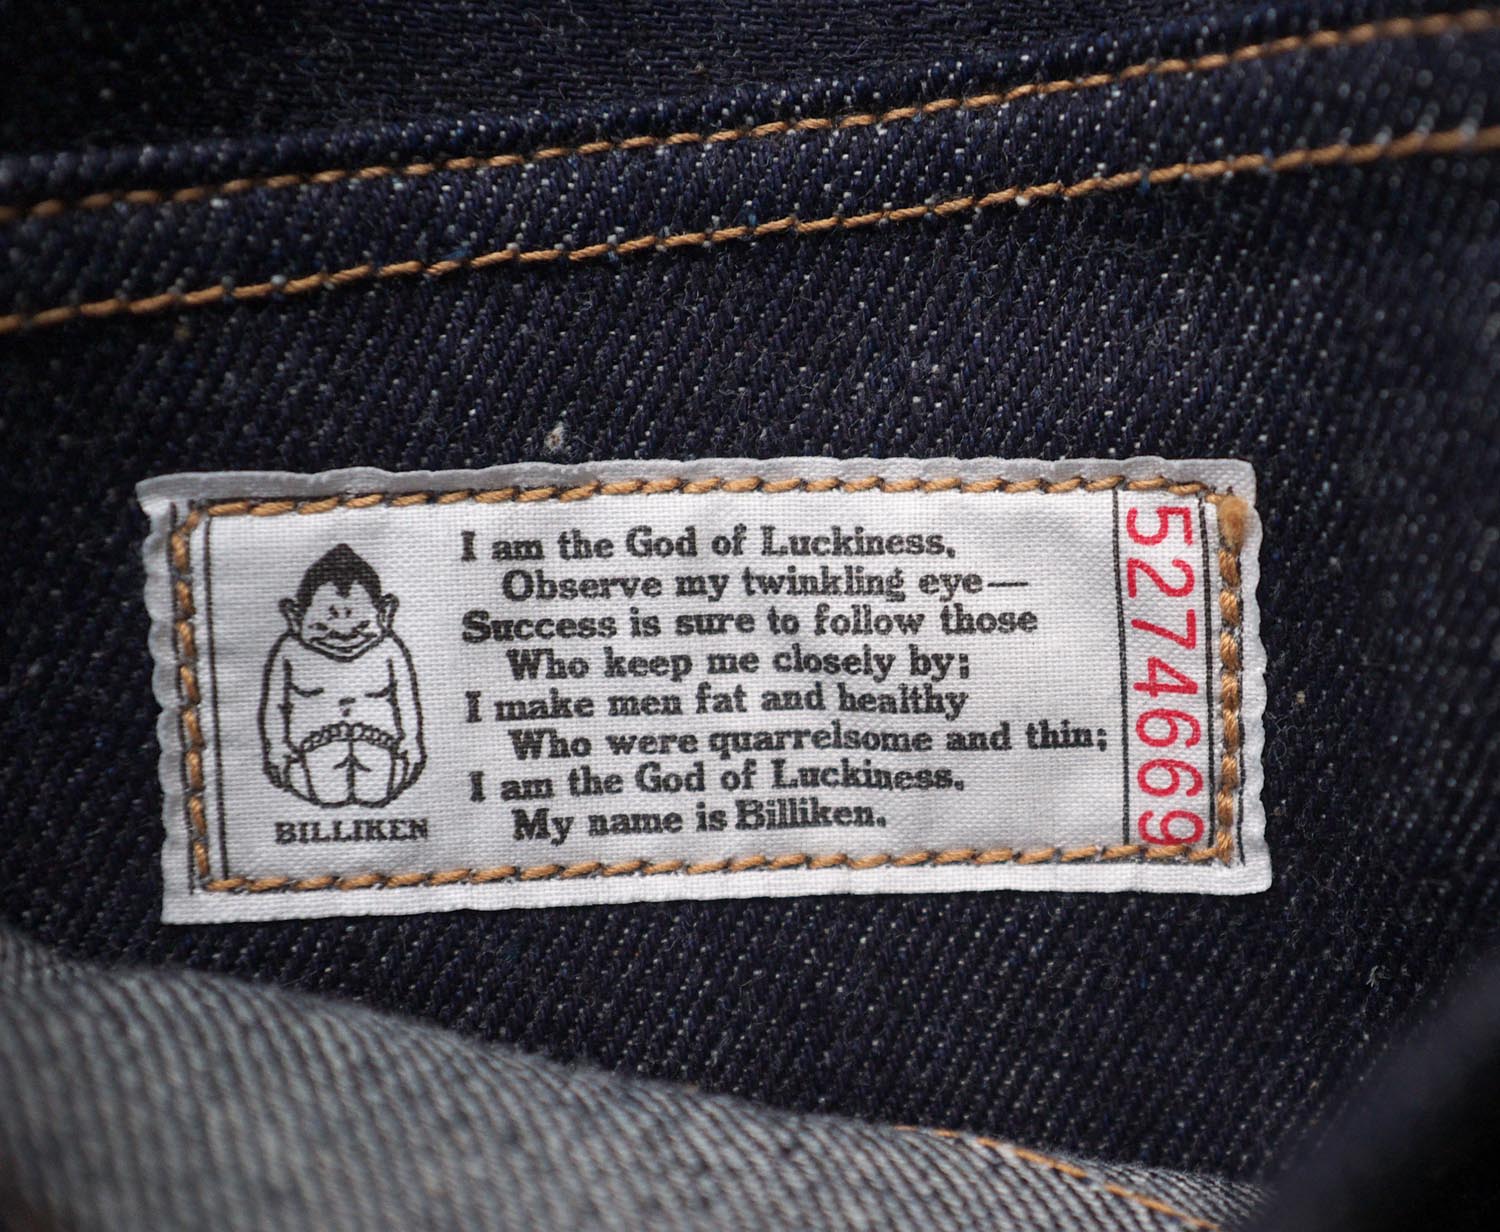 I am the God of Luckiness,
Observe my twinkling eye—
Success is sure to follow those
Who keep me closely by;
I make men fat and healthy
Who were quarrelsome and thin;
I am the God of Luckiness,
My name is Billiken.
BILLIKEN
5274669